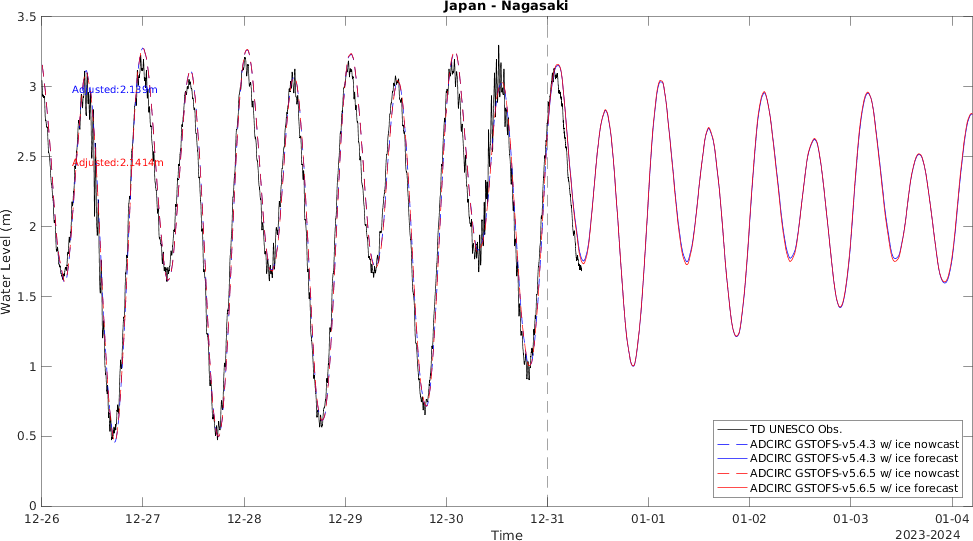 Japan - Nagasaki
3.5
3
2.5
2
1.5
1
0.5
0
Water Level (m)
Adjusted:2.139m
Adjusted:2.1414m
TD UNESCO Obs.
ADCIRC GSTOFS-v5.4.3 w/ ice nowcast
ADCIRC GSTOFS-v5.4.3 w/ ice forecast
ADCIRC GSTOFS-v5.6.5 w/ ice nowcast
ADCIRC GSTOFS-v5.6.5 w/ ice forecast
12-26 12-27 12-28 12-29 12-30 12-31 01-01 01-02 01-03 01-04
Time
2023-2024